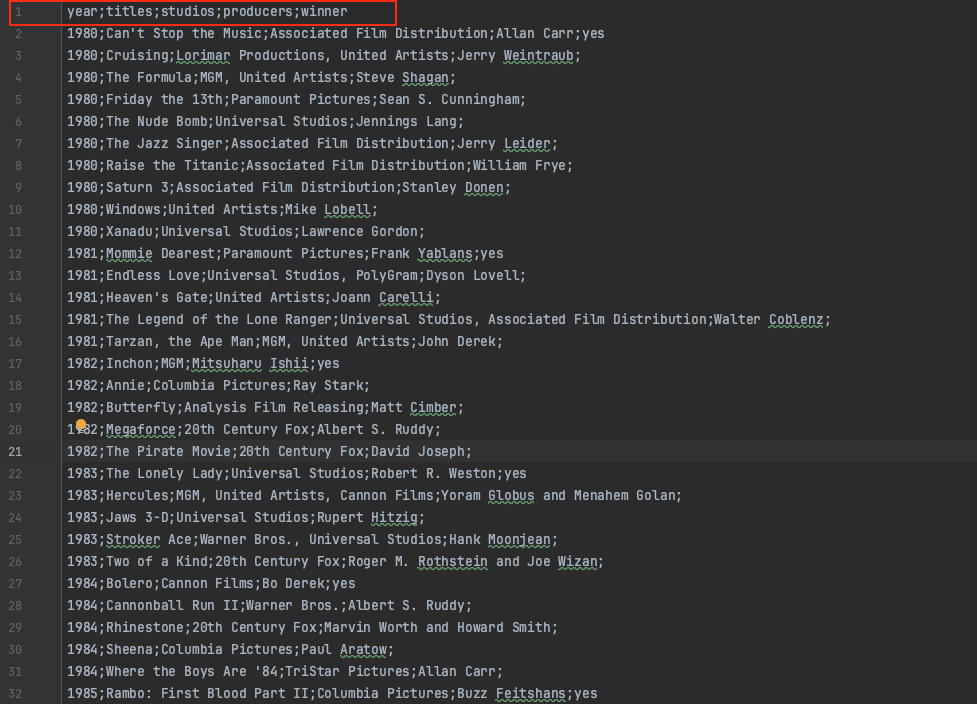 1 year;titles;studios;producers;winner
2 1980;Can't Stop the Music;Associated Film Distribution;Allan Carr;yes
3 1980;Cruising;Lorimar Productions, United Artists;Jerry Weintraub;
4 1980;The Formula;MGM, United Artists;Steve Shagan;
5 1980;Friday the 13th;Paramount Pictures;Sean S. Cunningham;
6 1980;The Nude Bomb;Universal Studios;Jennings Lang;
7 1980;The Jazz Singer;Associated Film Distribution;Jerry Leider;
8 1980;Raise the Titanic;Associated Film Distribution;William Frye;
9 1980;Saturn 3;Associated Film Distribution;Stanley Donen;
10 1980;Windows;United Artists;Mike Lobell;
11 1980;Xanadu;Universal Studios;Lawrence Gordon;
12 1981;Mommie Dearest;Paramount Pictures;Frank Yablans;yes
13 1981;Endless Love;Universal Studios, PolyGram;Dyson Lovell;
14 1981;Heaven's Gate;United Artists;Joann Carelli;
15 1981;The Legend of the Lone Ranger;Universal Studios, Associated Film Distribution;Walter Coblenz;
16 1981;Tarzan, the Ape Man;MGM, United Artists;John Derek;
17 1982;Inchon;MGM;Mitsuharu Ishii;yes
18 1982;Annie;Columbia Pictures;Ray Stark;
19 1982;Butterfly;Analysis Film Releasing;Matt Cimber;
20 1982;Megaforce;20th Century Fox;Albert S. Ruddy;
21 1982;The Pirate Movie;20th Century Fox;David Joseph;
22 1983;The Lonely Lady;Universal Studios;Robert R. Weston;yes
23 1983;Hercules;MGM, United Artists, Cannon Films;Yoram Globus and Menahem Golan;
24 1983;Jaws 3-D;Universal Studios;Rupert Hitzig;
25 1983;Stroker Ace;Warner Bros., Universal Studios;Hank Moonjean;
26 1983;Two of a Kind;20th Century Fox;Roger M. Rothstein and Joe Wizan;
27 1984;Bolero;Cannon Films;Bo Derek;yes
28 1984;Cannonball Run II;Warner Bros.;Albert S. Ruddy;
29 1984;Rhinestone;20th Century Fox;Marvin Worth and Howard Smith;
30 1984;Sheena;Columbia Pictures;Paul Aratow;
31 1984;Where the Boys Are '84;TriStar Pictures;Allan Carr;
32 1985;Rambo: First Blood Part II;Columbia Pictures;Buzz Feitshans;yes